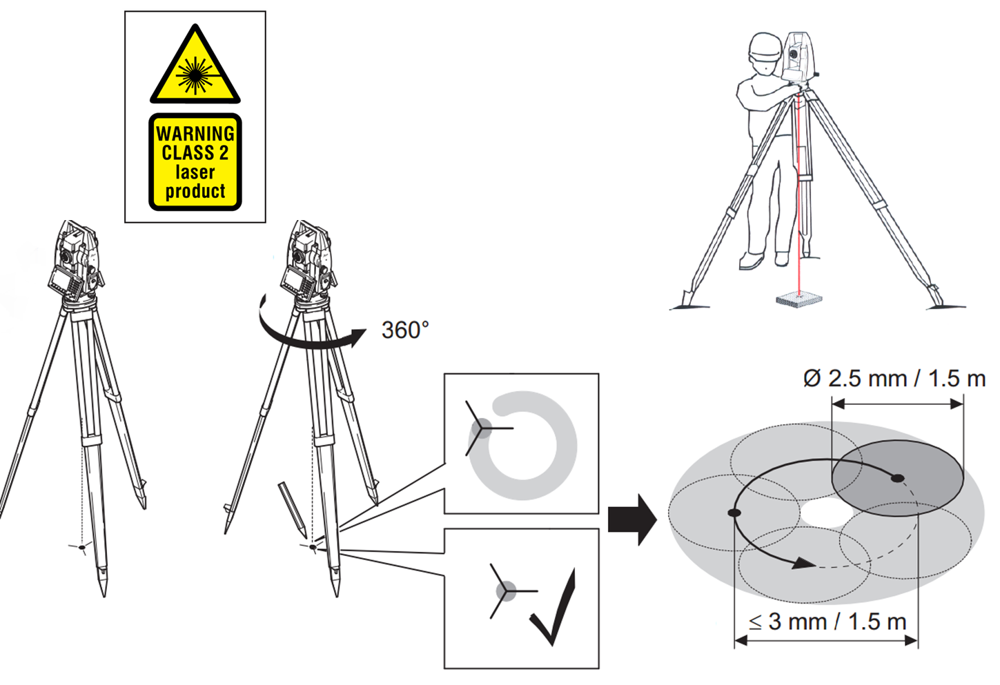 WARNING
CLASS 2
laser
product
360°
Ø 2.5 mm / 1.5 m
≤ 3 mm / 1.5 m